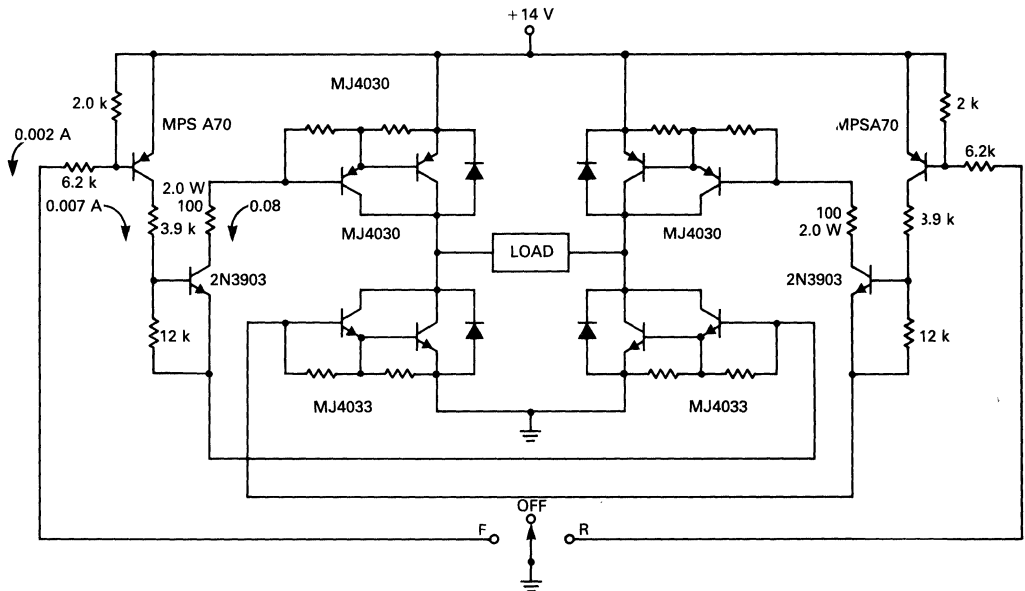 +14 V
MJ4030
2.0 k
MPS A70
MPSA70
2 k
0.002 A
6.2 k
6.2k
2.0 W
100
0.007 A
0.08
3.9 k
MJ4030
LOAD
MJ4030
100
2.0 W
3.9 k
2N3903
2N3903
12 k
12 k
MJ4033
MJ4033
OFF
F
R